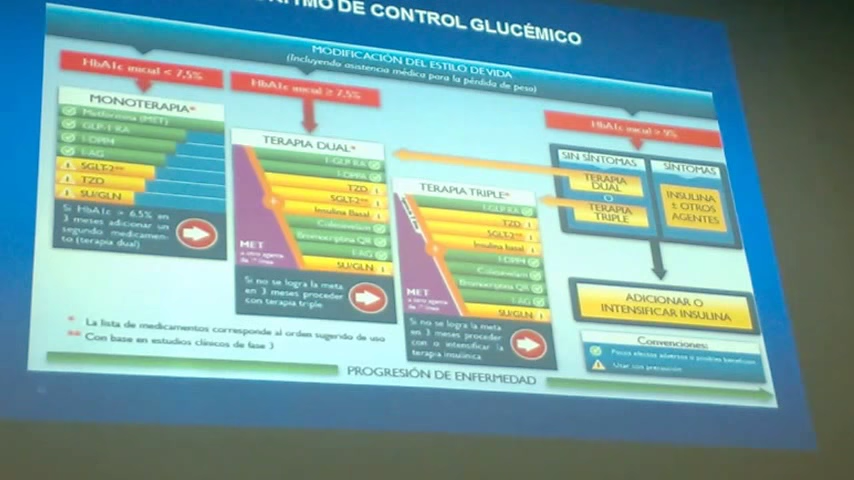 RITMO DE CONTROL GLUCÉMICO
MODIFICACIÓN DEL ESTILO DE VIDA
(Incluyendo asistencia médica para la pérdida de peso)
HbA1c inicial < 7,5%
MONOTERAPIA*
Metformina (MET)
GLP-1 RA
I-DPP4
I-AG
SGLT-2**
TZD
SU/GLN
Si HbA1c > 6.5% en
3 meses adicionar un
segundo medicamen-
to (terapia dual)
HbA1c inicial ≥ 7,5%
TERAPIA DUAL*
I-GLP RA
I-DPP4
TZD
SGLT-2**
Insulina Basal
Colesevelam
Bromocriptina QR
I-AG
SU/GLN
MET
u otro agente
de 1ª línea
Si no se logra la meta
en 3 meses proceder
con terapia triple
TERAPIA TRIPLE*
I-GLP RA
TZD
SGLT-2**
Insulina basal
I-DPP4
Colesevelam
Bromocriptina QR
I-AG
SU/GLN
MET
u otro agente
de 1ª línea
Si no se logra la meta
en 3 meses proceder
con o intensificar la
terapia insulínica
HbA1c inicial > 9%
SIN SÍNTOMAS
TERAPIA
DUAL
O
TERAPIA
TRIPLE
SÍNTOMAS
INSULINA
± OTROS
AGENTES
ADICIONAR O
INTENSIFICAR INSULINA
Convenciones:
Pocos efectos adversos o posibles beneficios
Usar con precaución
* La lista de medicamentos corresponde al orden sugerido de uso
** Con base en estudios clínicos de fase 3
PROGRESIÓN DE ENFERMEDAD